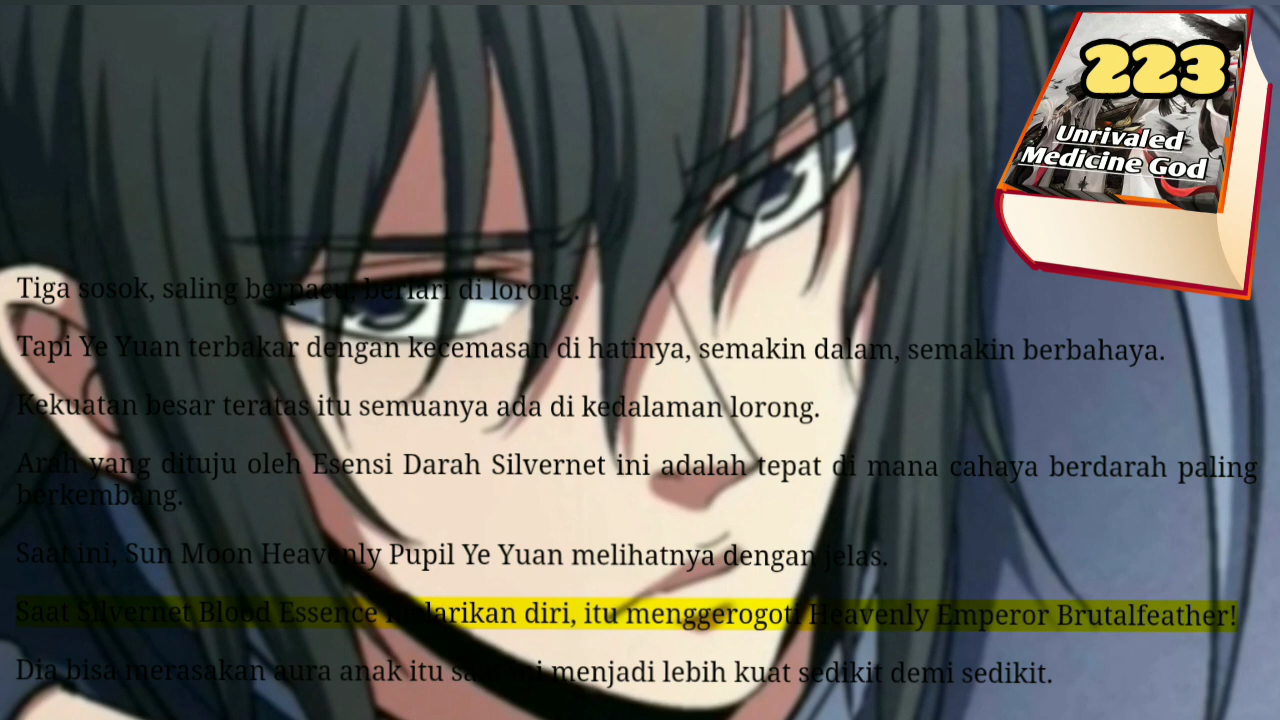 223
Unrivaled
Medicine God
Tiga sosok, saling berpacu, berlari di lorong.
Tapi Ye Yuan terbakar dengan kecemasan di hatinya, semakin dalam, semakin berbahaya.
Kekuatan besar teratas itu semuanya ada di kedalaman lorong.
Arah yang dituju oleh Esensi Darah Silvernet ini adalah tepat di mana cahaya berdarah paling
berkembang.
Saat ini, Sun Moon Heavenly Pupil Ye Yuan melihatnya dengan jelas.
Saat Silvernet Blood Essence melarikan diri, itu menggerogoti Heavenly Emperor Brutalfeather!
Dia bisa merasakan aura anak itu saat ini menjadi lebih kuat sedikit demi sedikit.